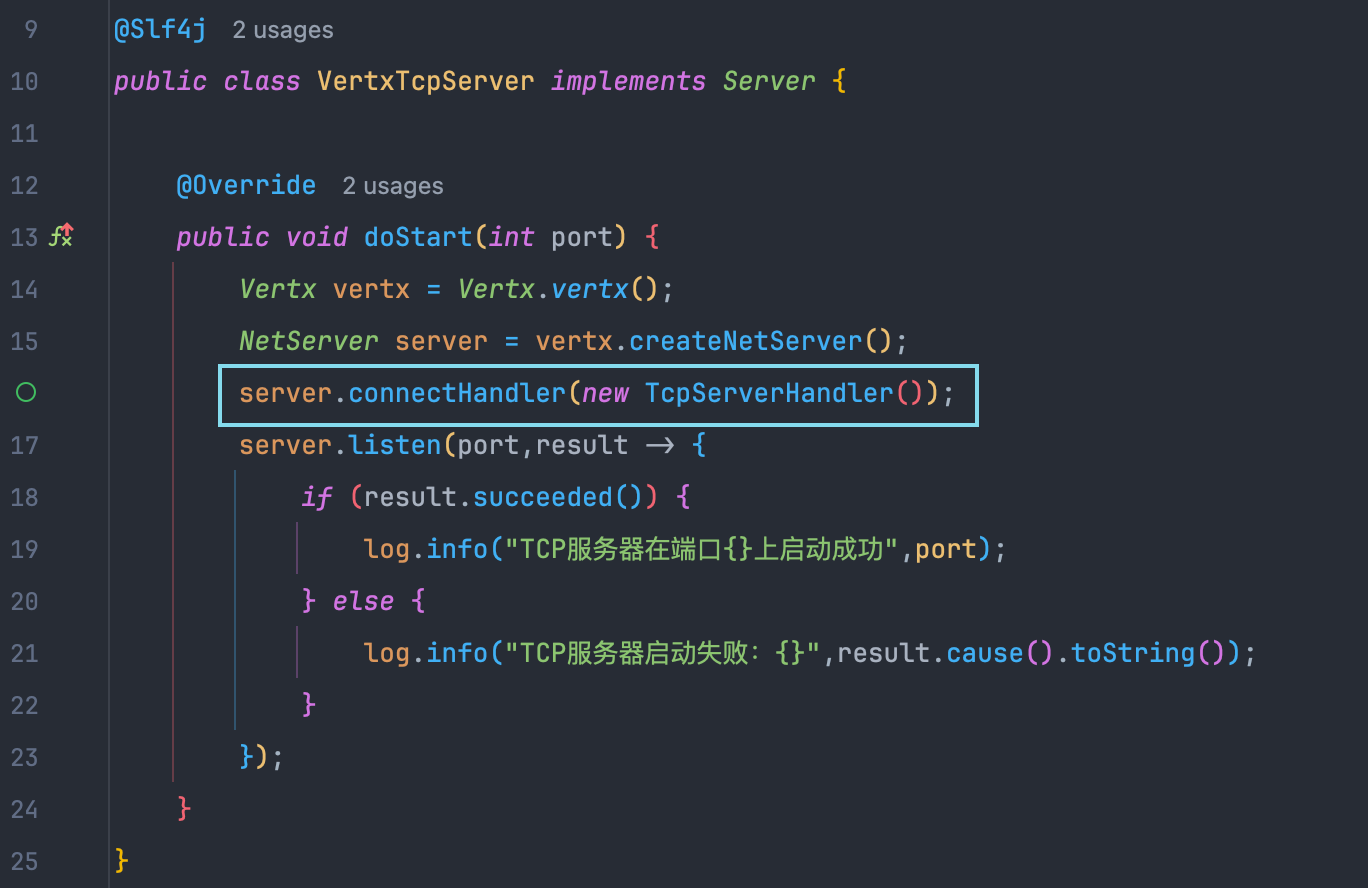 9 @Slf4j 2 usages
10 public class VertxTcpServer implements Server {
11
12 @Override 2 usages
13 public void doStart(int port) {
14 Vertx vertx = Vertx.vertx();
15 NetServer server = vertx.createNetServer();
server.connectHandler(new TcpServerHandler());
17 server.listen(port,result -> {
18 if (result.succeeded()) {
19 log.info("TCP服务器在端口{}上启动成功",port);
20 } else {
21 log.info("TCP服务器启动失败：{}",result.cause().toString());
22 }
23 });
24 }
25 }